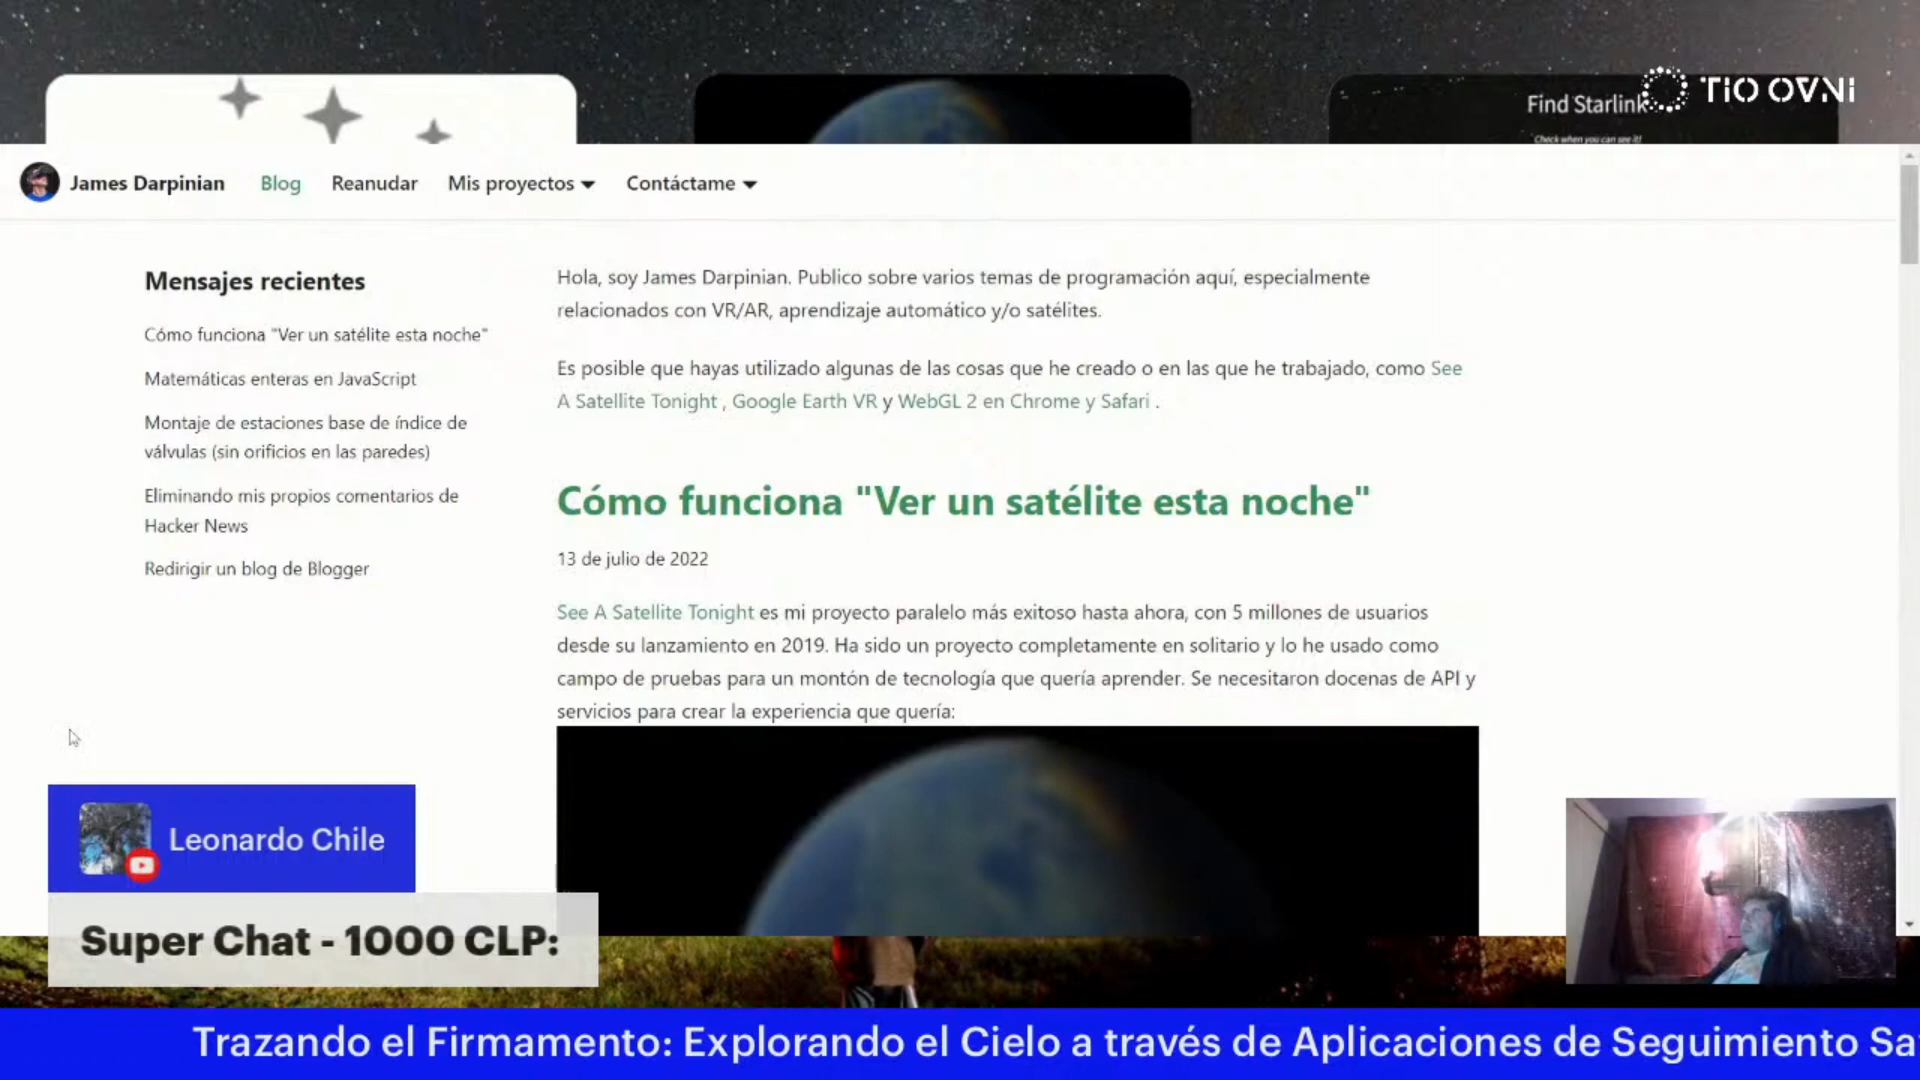 Find Starlink
TIO OVNI
Check when you can see it!
James Darpinian
Blog
Reanudar
Mis proyectos
Contáctame
Mensajes recientes
Cómo funciona "Ver un satélite esta noche"
Matemáticas enteras en JavaScript
Montaje de estaciones base de índice de
válvulas (sin orificios en las paredes)
Eliminando mis propios comentarios de
Hacker News
Redirigir un blog de Blogger
Hola, soy James Darpinian. Publico sobre varios temas de programación aquí, especialmente
relacionados con VR/AR, aprendizaje automático y/o satélites.
Es posible que hayas utilizado algunas de las cosas que he creado o en las que he trabajado, como See
A Satellite Tonight , Google Earth VR y WebGL 2 en Chrome y Safari .
Cómo funciona "Ver un satélite esta noche"
13 de julio de 2022
See A Satellite Tonight es mi proyecto paralelo más exitoso hasta ahora, con 5 millones de usuarios
desde su lanzamiento en 2019. Ha sido un proyecto completamente en solitario y lo he usado como
campo de pruebas para un montón de tecnología que quería aprender. Se necesitaron docenas de API y
servicios para crear la experiencia que quería:
Leonardo Chile
Super Chat - 1000 CLP:
Trazando el Firmamento: Explorando el Cielo a través de Aplicaciones de Seguimiento Sa